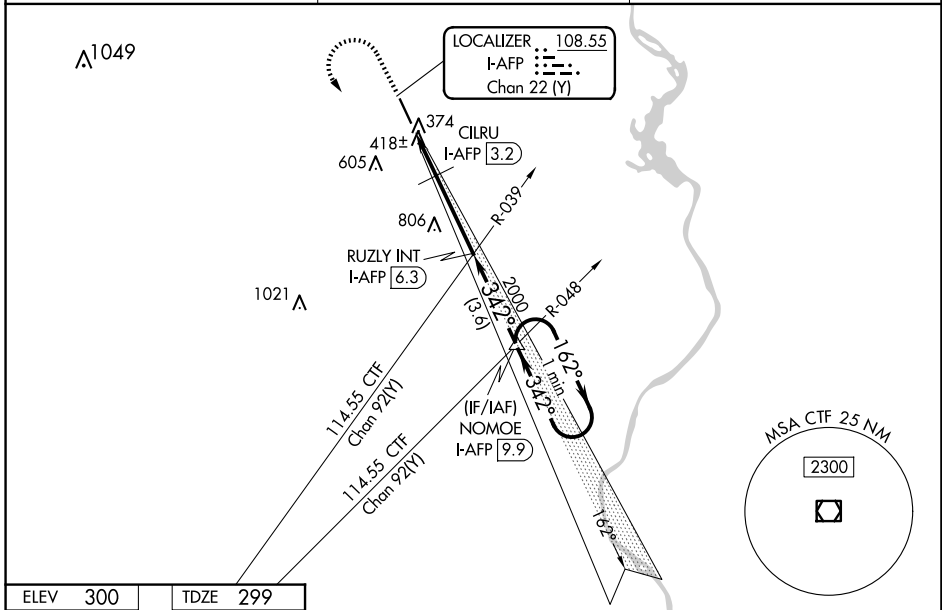 1049
LOCALIZER 108.55
I-AFP
Chan 22 (Y)
374
418±
CILRU
I-AFP 3.2
605
R-039
806
RUZLY INT
I-AFP 6.3
2000
R-048
1021
342°
(3.6)
162°
1 min
342°
114.55 CTF
Chan 92(Y)
(IF/IAF)
NOMOE
I-AFP 9.9
114.55 CTF
Chan 92(Y)
MSA CTF 25 NM
2300
162°
ELEV 300
TDZE 299